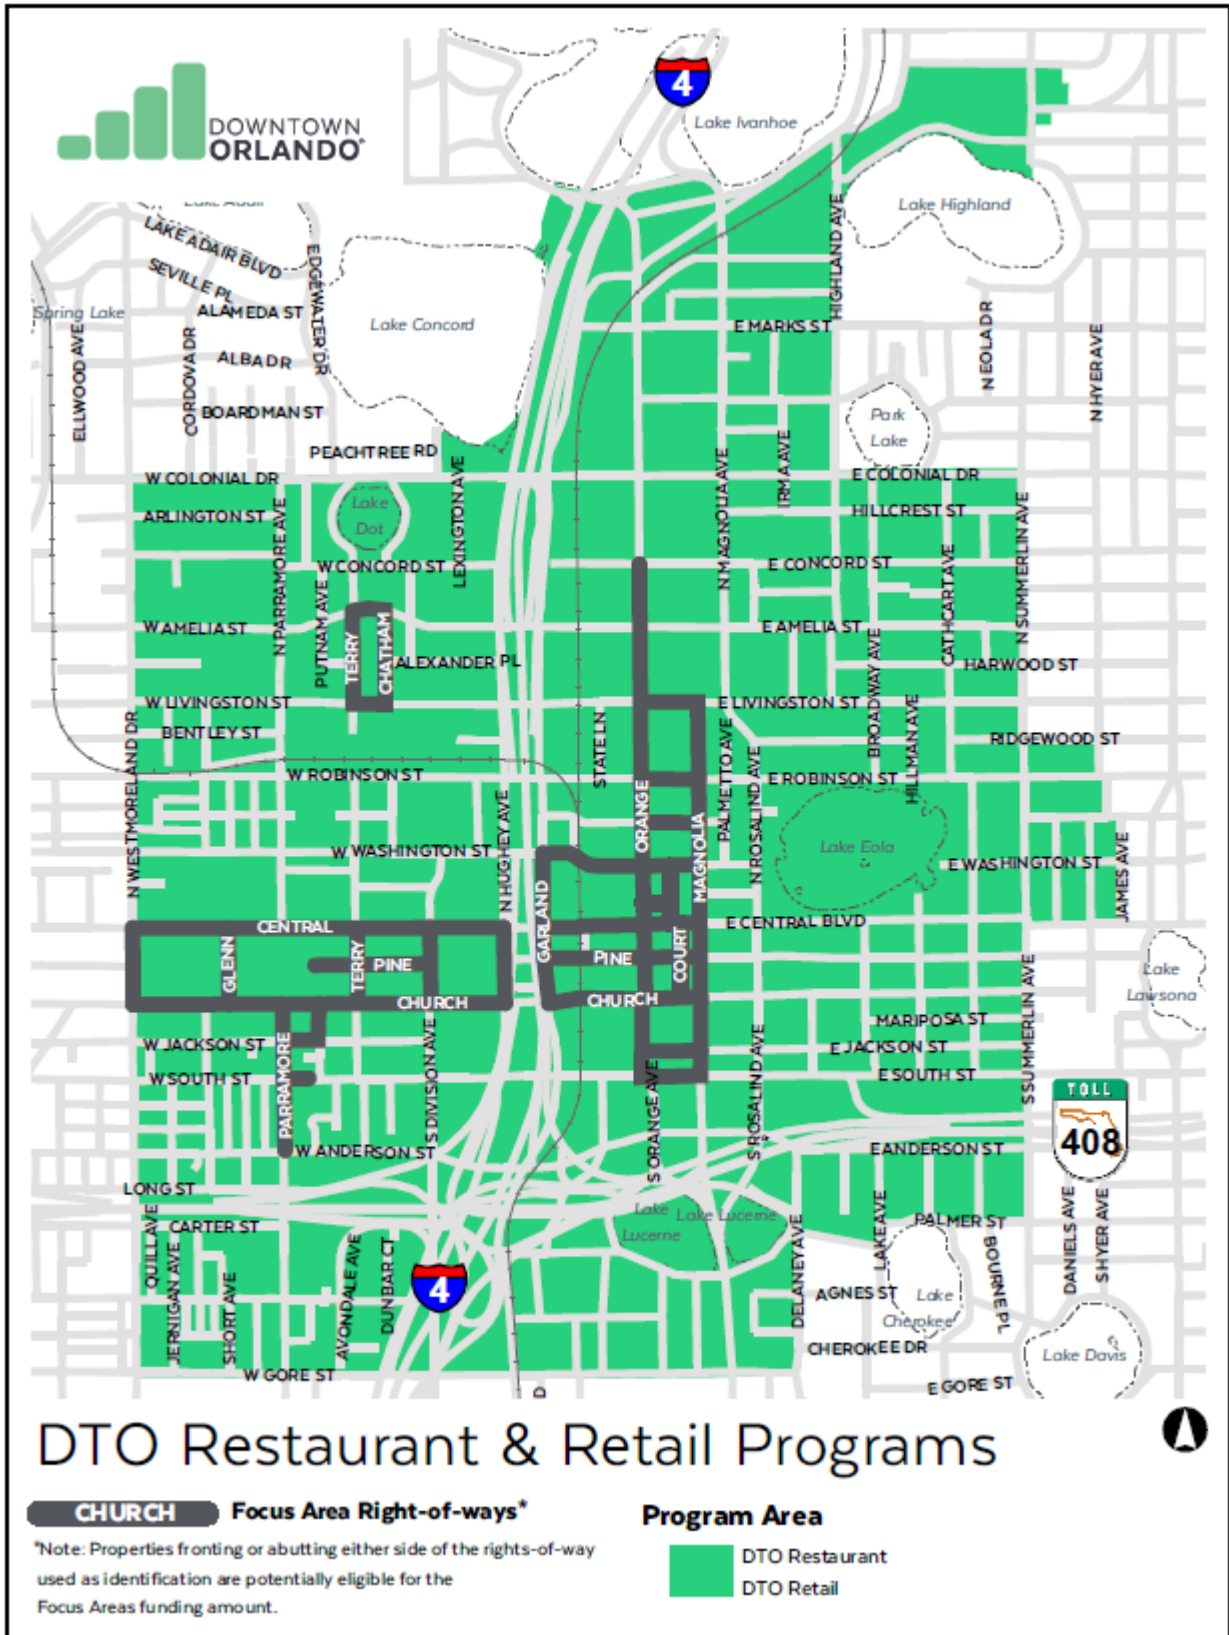 4
Lake Ivanhoe
DOWNTOWN
ORLANDO
Lake Adair
Lake Highland
LAKE ADAIR BLVD
HIGHLAND AVE
SEVILLE PL
EDGEWATER DR
Spring Lake
ALAMEDA ST
Lake Concord
E MARKS ST
ELLWOOD AVE
CORDOVA DR
ALBA DR
N EOLA DR
N HYER AVE
BOARDMAN ST
Park
Lake
PEACHTREE RD
IRMA AVE
W COLONIAL DR
LEXINGTON AVE
N MAGNOLIA AVE
E COLONIAL DR
ARLINGTON ST
N PARRAMORE AVE
Lake
Dot
HILLCREST ST
N SUMMERLIN AVE
W CONCORD ST
E CONCORD ST
CATHCART AVE
PUTNAM AVE
W AMELIA ST
TERRY
CHATHAM
E AMELIA ST
ALEXANDER PL
BROADWAY AVE
HARWOOD ST
W LIVINGSTON ST
E LIVINGSTON ST
BENTLEY ST
N WESTMORELAND DR
STATE LN
PALMETTO AVE
HILLMAN AVE
RIDGEWOOD ST
W ROBINSON ST
N ROSALIND AVE
E ROBINSON ST
N HUGHEY AVE
ORANGE
MAGNOLIA
W WASHINGTON ST
Lake Eola
E WASHINGTON ST
JAMES AVE
GARLAND
CENTRAL
E CENTRAL BLVD
GLENN
TERRY
PINE
PINE
COURT
Lake
Lawsona
CHURCH
CHURCH
S SUMMERLIN AVE
MARIPOSA ST
W JACKSON ST
PARRAMORE
S DIVISION AVE
S ROSALIND AVE
E JACKSON ST
W SOUTH ST
S ORANGE AVE
E SOUTH ST
TOLL
408
W ANDERSON ST
E ANDERSON ST
LONG ST
CARTER ST
Lake
Lucerne
Lake Lucerne
PALMER ST
QUILL AVE
JERNIGAN AVE
SHORT AVE
AVONDALE AVE
DUNBAR CT
4
DELANEY AVE
LAKE AVE
BOURNE PL
DANIELS AVE
S HYER AVE
AGNES ST
Lake
Cherokee
CHEROKEE DR
Lake Davis
W GORE ST
D
E GORE ST
DTO Restaurant & Retail Programs
CHURCH Focus Area Right-of-ways*
*Note: Properties fronting or abutting either side of the rights-of-way
used as identification are potentially eligible for the
Focus Areas funding amount.
Program Area
DTO Restaurant
DTO Retail